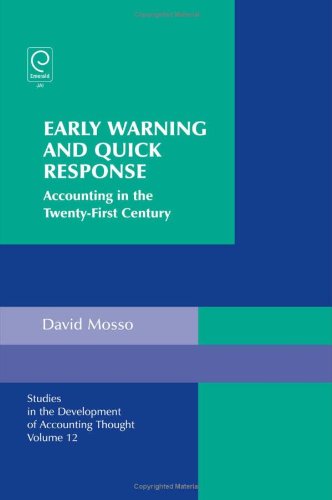 Emerald
JAI
EARLY WARNING
AND QUICK
RESPONSE
Accounting in the
Twenty-First Century
David Mosso
Studies
in the Development
of Accounting Thought
Volume 12